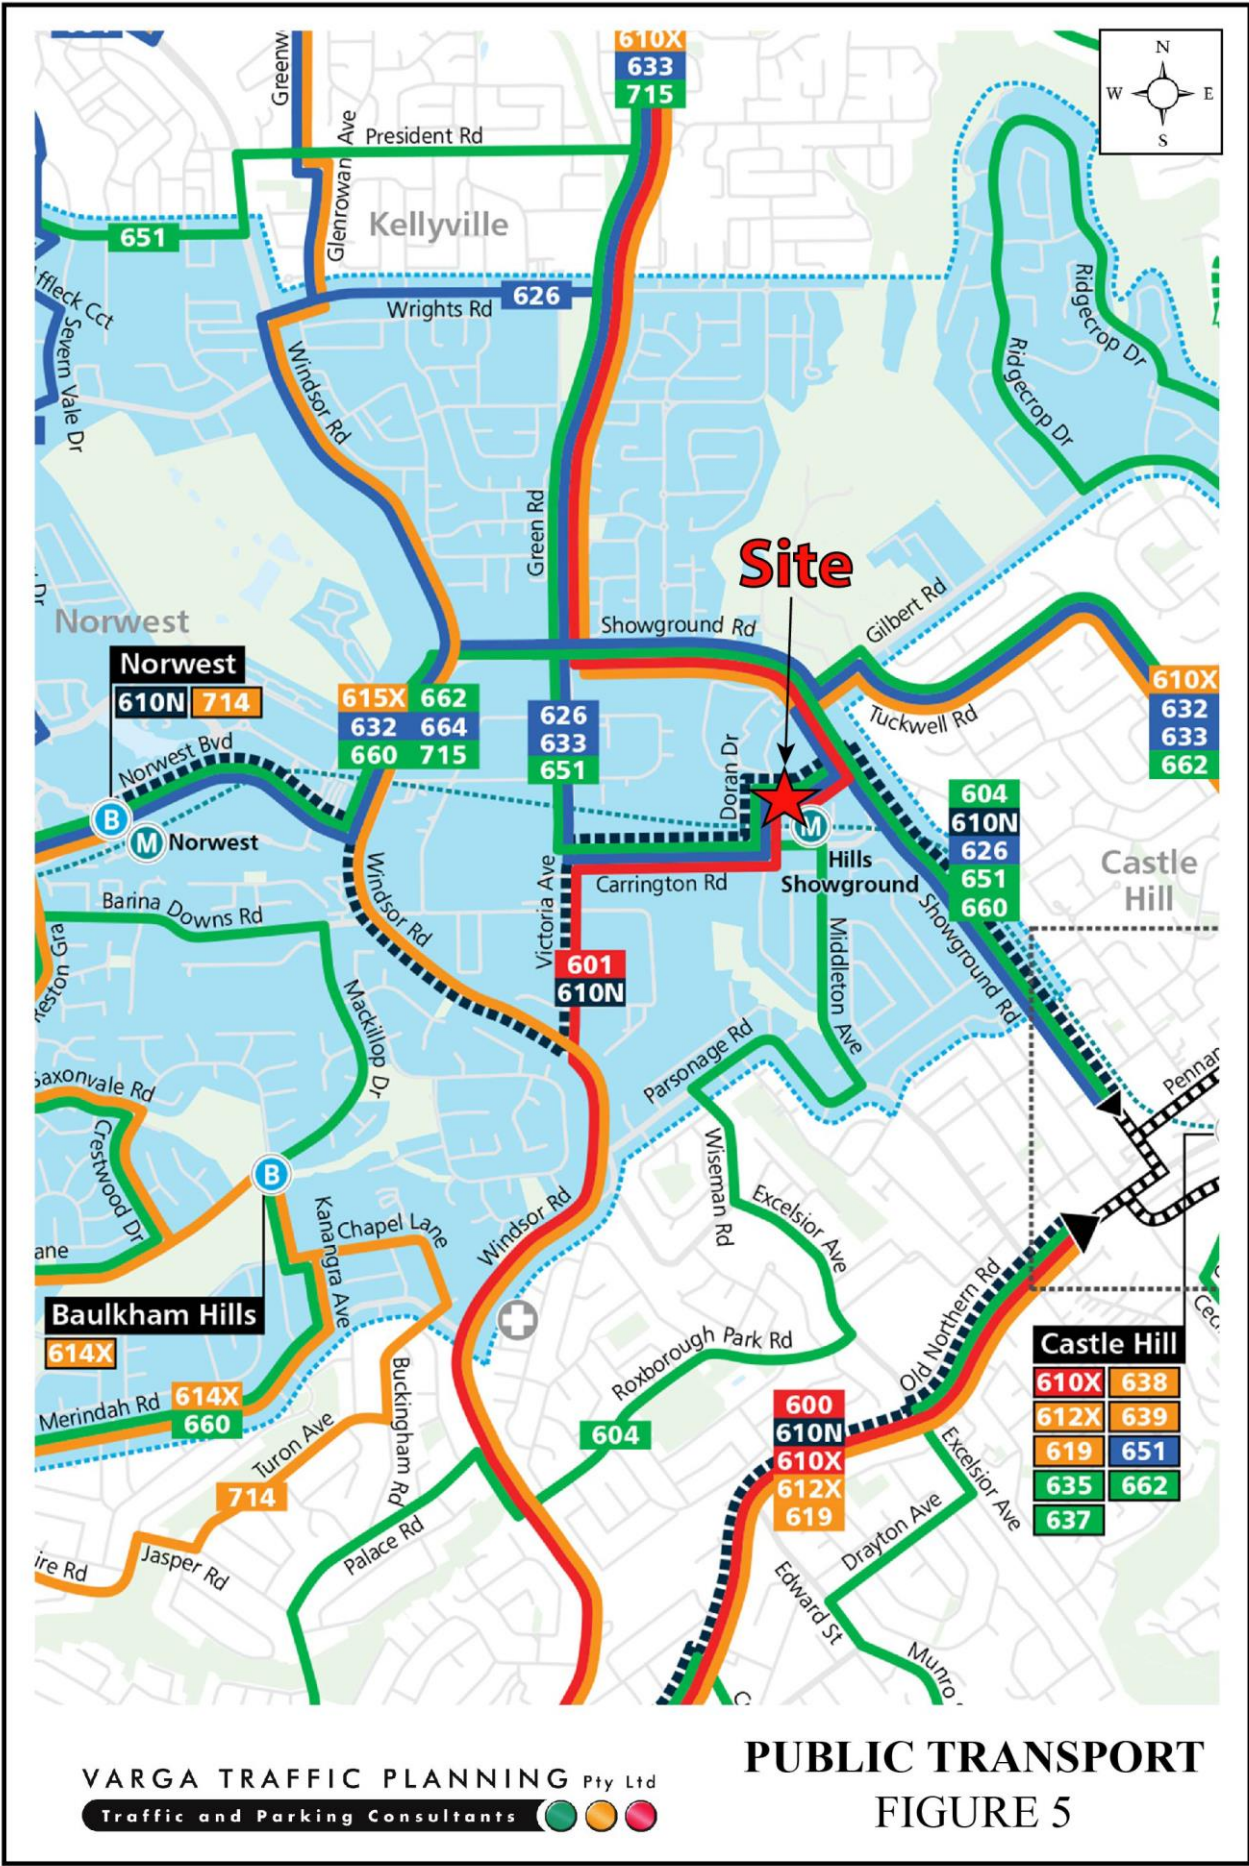 610X
633
715
N
W E
S
Greenw
President Rd
Glenrowan Ave
Kellyville
651
Wrights Rd
626
ffleck Cct
Severn Vale Dr
Windsor Rd
Ridgecrop Dr
Ridgecrop Dr
Green Rd
Site
Gilbert Rd
Showground Rd
Norwest
Norwest
610N 714
615X 662
632 664
660 715
626
633
651
Tuckwell Rd
610X
632
633
662
Norwest Bvd
Doran Dr
B
M Norwest
M
Hills
Showground
604
610N
626
651
660
Castle
Hill
Windsor Rd
Victoria Ave
Carrington Rd
Barina Downs Rd
Showground Rd
Middleton Ave
Reston Gra
601
610N
Mackillop Dr
Parsonage Rd
Pennan
Saxonvale Rd
Crestwood Dr
B
Wiseman Rd
Excelsior Ave
Kanangra Ave
Chapel Lane
Windsor Rd
ane
Baulkham Hills
614X
Old Northern Rd
Castle Hill
610X 638
612X 639
619 651
635 662
637
Roxborough Park Rd
Merindah Rd
614X
660
Buckingham Rd
Turon Ave
604
600
610N
610X
612X
619
714
Excelsior Ave
Palace Rd
Drayton Ave
ire Rd
Jasper Rd
Edward St
Munro
VARGA TRAFFIC PLANNING Pty Ltd
Traffic and Parking Consultants
PUBLIC TRANSPORT
FIGURE 5